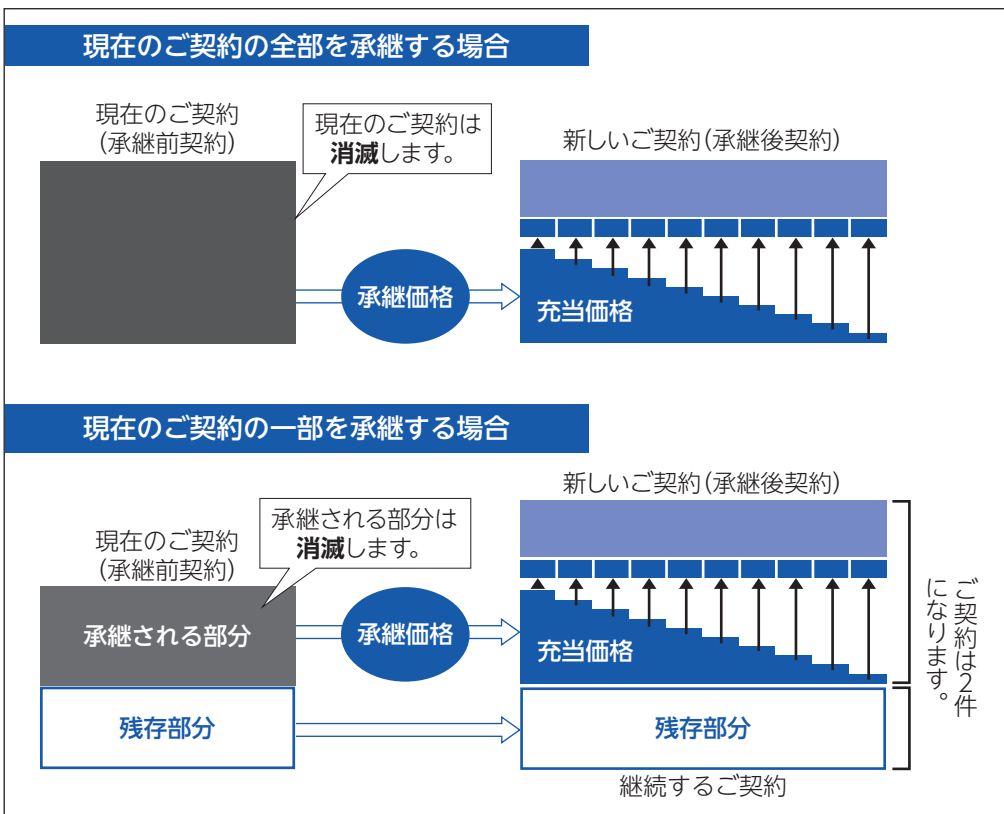 現在のご契約の全部を承継する場合
現在のご契約
(承継前契約)
現在のご契約は
消滅します。
新しいご契約(承継後契約)
承継価格
充当価格
現在のご契約の一部を承継する場合
現在のご契約
(承継前契約)
承継される部分は
消滅します。
新しいご契約(承継後契約)
承継される部分
承継価格
充当価格
残存部分
残存部分
継続するご契約
ご契約は2件
になります。